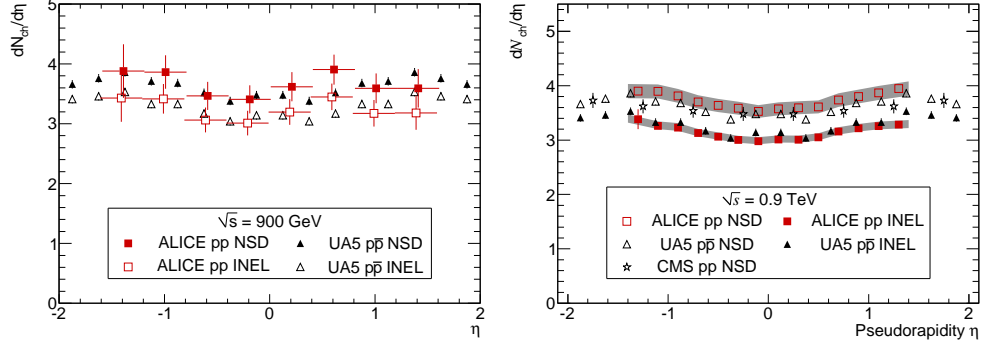 dN_ch/dη
5
4
3
2
1
0
√s = 900 GeV
ALICE pp NSD
UA5 pp̄ NSD
ALICE pp INEL
UA5 pp̄ INEL
-2
-1
0
1
2
η
dN_ch/dη
5
4
3
2
1
0
√s = 0.9 TeV
ALICE pp NSD
ALICE pp INEL
UA5 pp̄ NSD
UA5 pp̄ INEL
CMS pp NSD
-2
-1
0
1
2
Pseudorapidity η